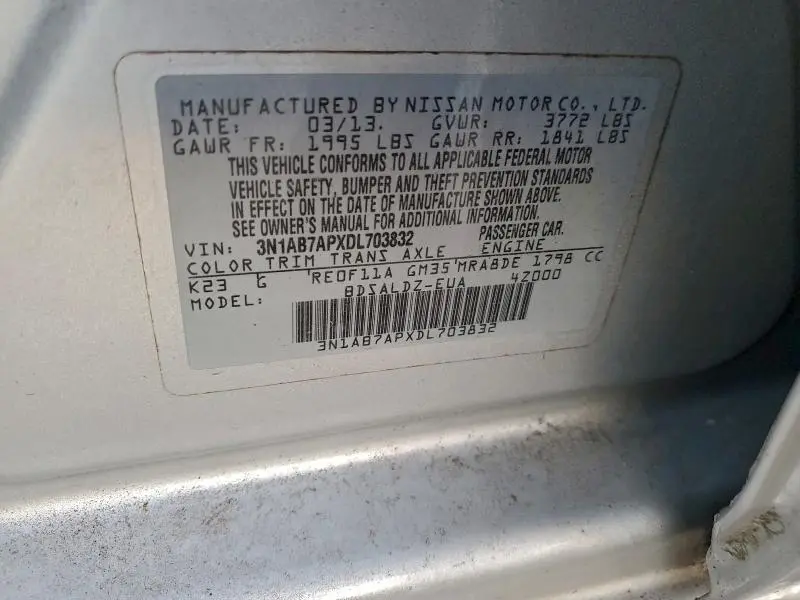 MANUFACTURED BY NISSAN MOTOR CO., LTD.
DATE: 03/13. GVWR: 3772 LBS
GAWR FR: 1995 LBS GAWR RR: 1841 LBS
THIS VEHICLE CONFORMS TO ALL APPLICABLE FEDERAL MOTOR
VEHICLE SAFETY, BUMPER AND THEFT PREVENTION STANDARDS
IN EFFECT ON THE DATE OF MANUFACTURE SHOWN ABOVE.
SEE OWNER'S MANUAL FOR ADDITIONAL INFORMATION.
VIN: 3N1AB7APXDL703832 PASSENGER CAR.
COLOR TRIM TRANS AXLE ENGINE
K23 G RE0F11A GM35 MRA8DE 1798 CC
MODEL: BDSALDZ-EUA 42000
3N1AB7APXDL703832